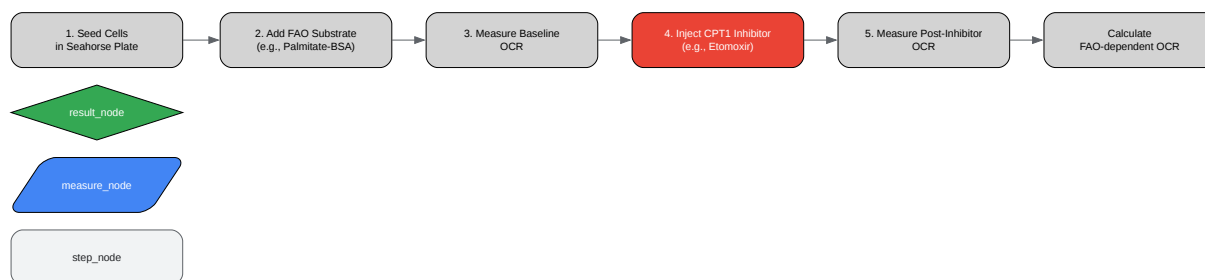 1. Seed Cells
in Seahorse Plate
2. Add FAO Substrate
(e.g., Palmitate-BSA)
3. Measure Baseline
OCR
4. Inject CPT1 Inhibitor
(e.g., Etomoxir)
5. Measure Post-Inhibitor
OCR
Calculate
FAO-dependent OCR
result_node
measure_node
step_node